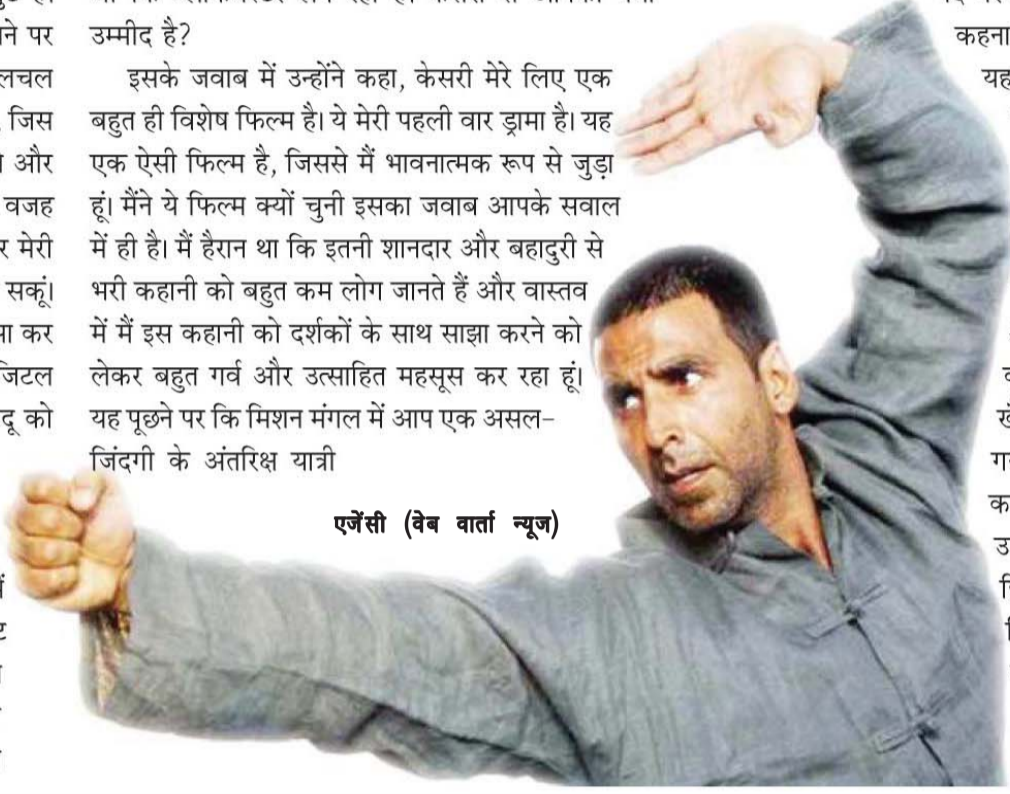 ने पर
लचल
जिस
और
वजह
र मेरी
सकूं।
कर
जिटल
दू को
उम्मीद है?
इसके जवाब में उन्होंने कहा, केसरी मेरे लिए एक
बहुत ही विशेष फिल्म है। ये मेरी पहली वार ड्रामा है। यह
एक ऐसी फिल्म है, जिससे मैं भावनात्मक रूप से जुड़ा
हूं। मैंने ये फिल्म क्यों चुनी इसका जवाब आपके सवाल
में ही है। मैं हैरान था कि इतनी शानदार और बहादुरी से
भरी कहानी को बहुत कम लोग जानते हैं और वास्तव
में मैं इस कहानी को दर्शकों के साथ साझा करने को
लेकर बहुत गर्व और उत्साहित महसूस कर रहा हूं।
यह पूछने पर कि मिशन मंगल में आप एक असल-
जिंदगी के अंतरिक्ष यात्री
एजेंसी (वेब वार्ता न्यूज)
कहना
यह